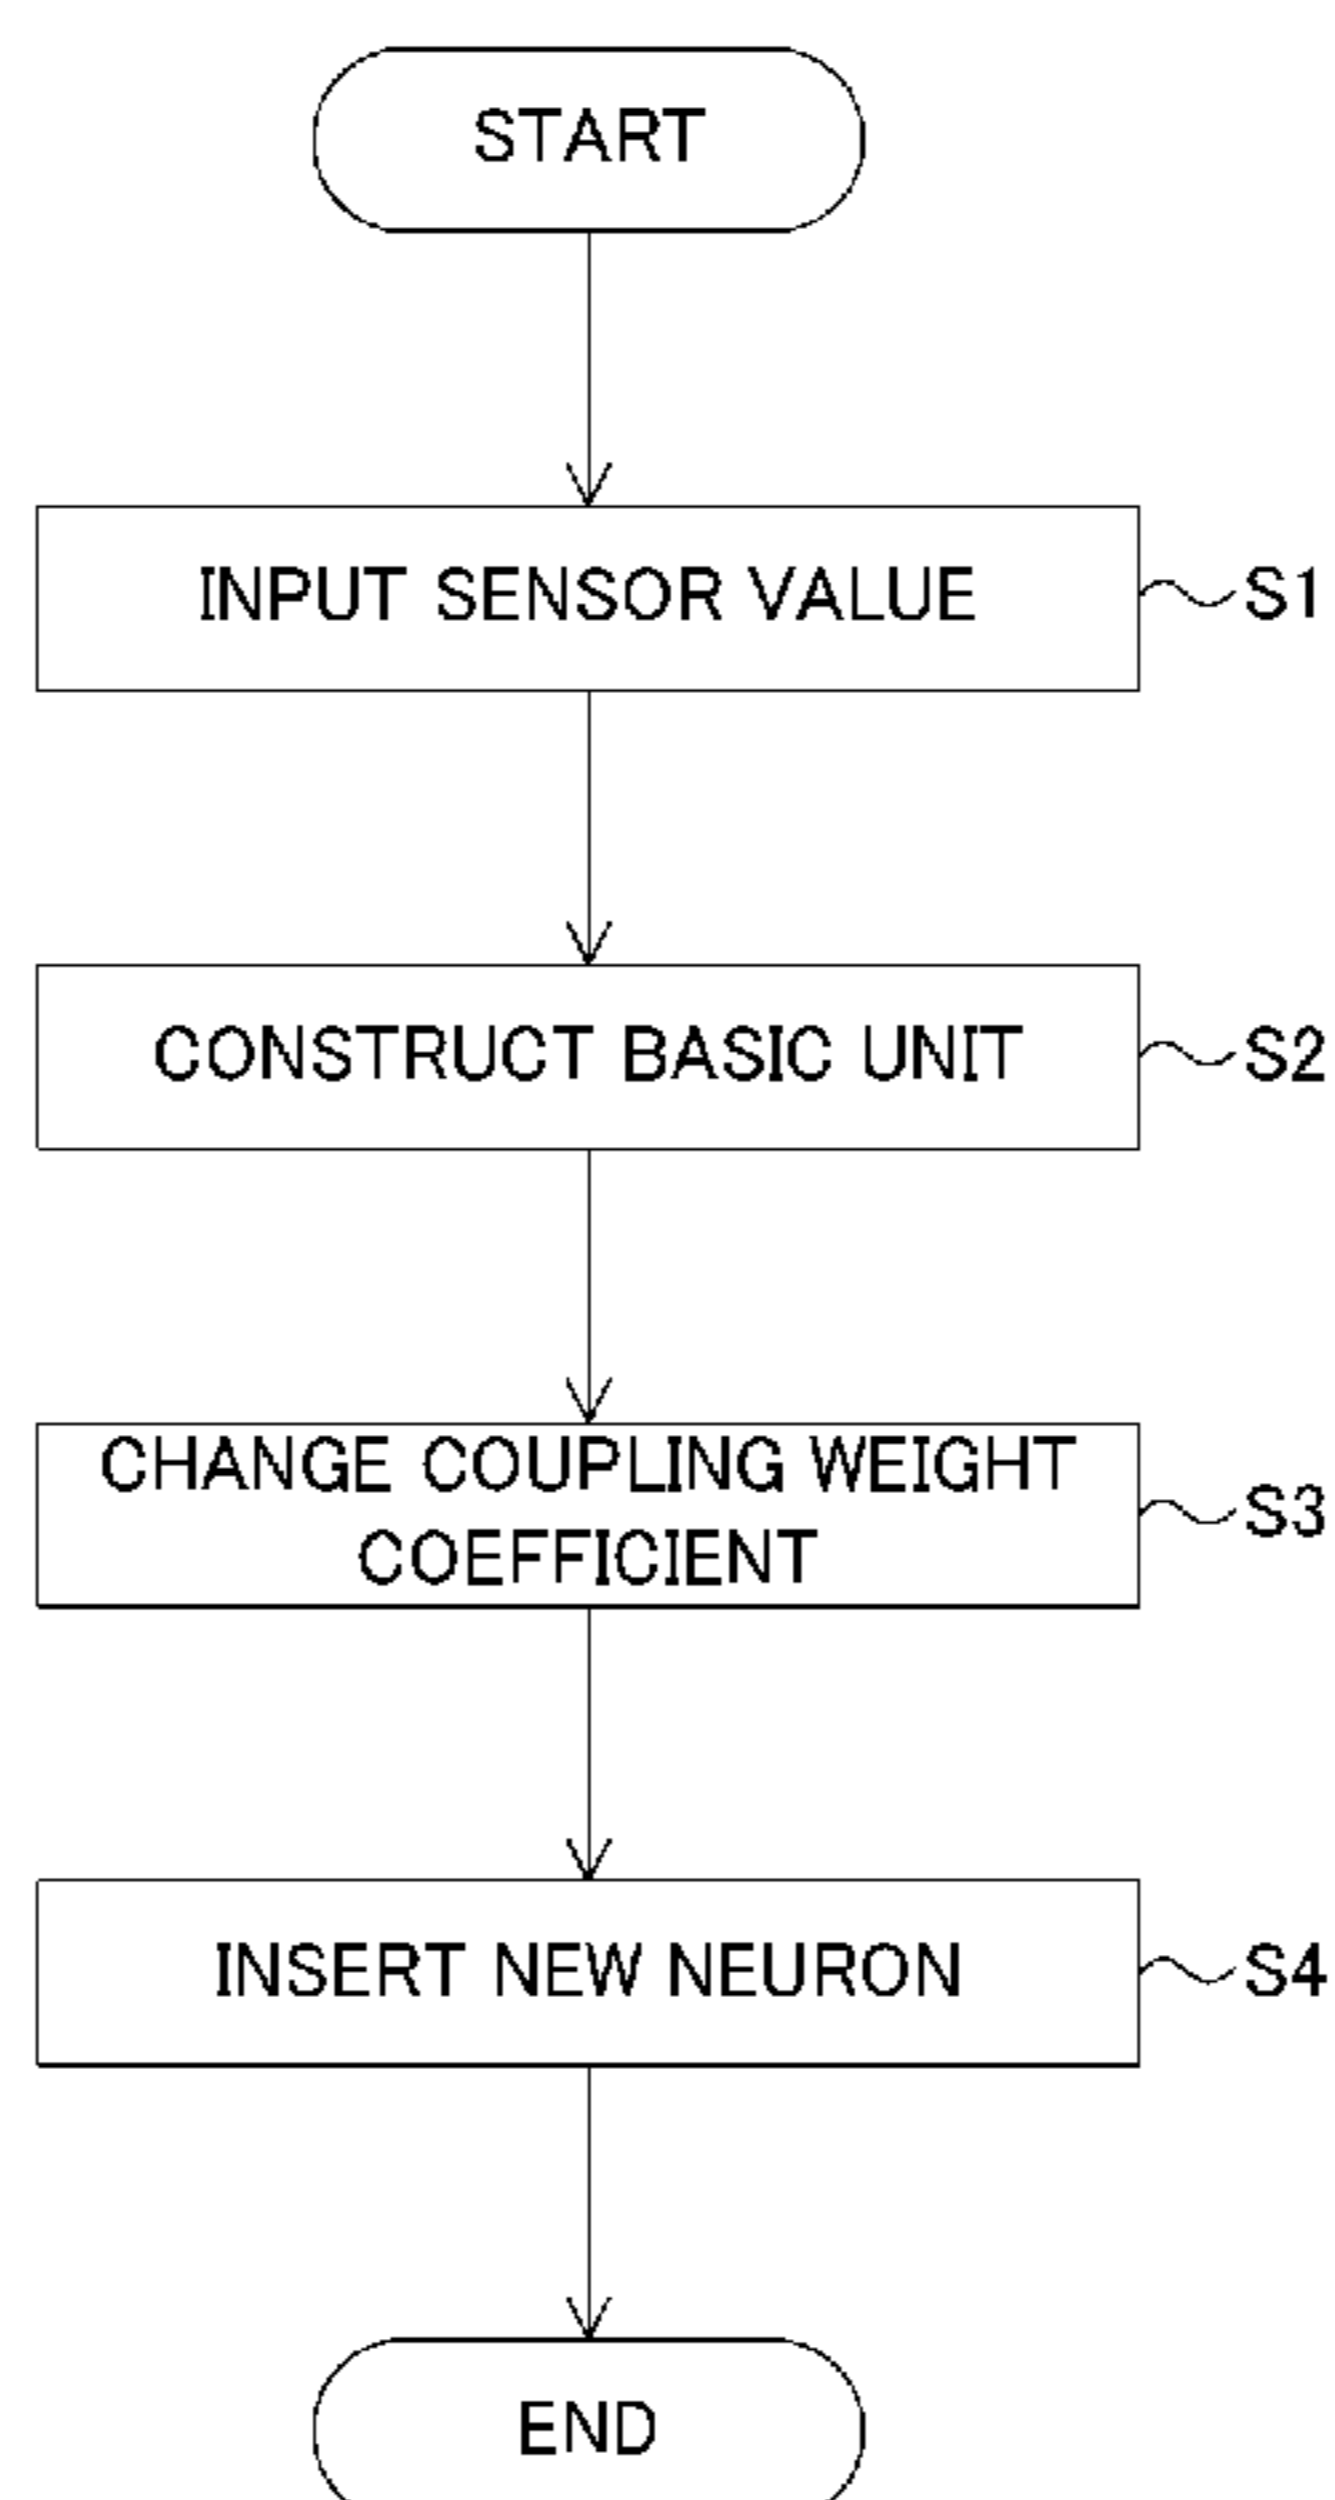 START
INPUT SENSOR VALUE
S1
CONSTRUCT BASIC UNIT
S2
CHANGE COUPLING WEIGHT
COEFFICIENT
S3
INSERT NEW NEURON
S4
END